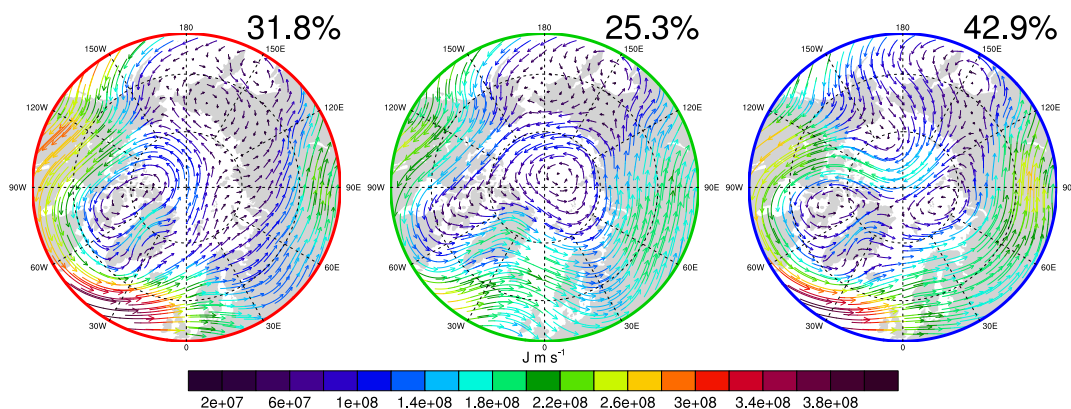 31.8% 25.3% 42.9%
180 180 180
150W 150E 150W 150E 150W 150E
120W 120E 120W 120E 120W 120E
90W 90E 90W 90E 90W 90
60W 60E 60W 60E 60W 60E
30W 30E 30W 30E 30W 30E
0 0 0
J m s⁻¹
2e+07 6e+07 1e+08 1.4e+08 1.8e+08 2.2e+08 2.6e+08 3e+08 3.4e+08 3.8e+08